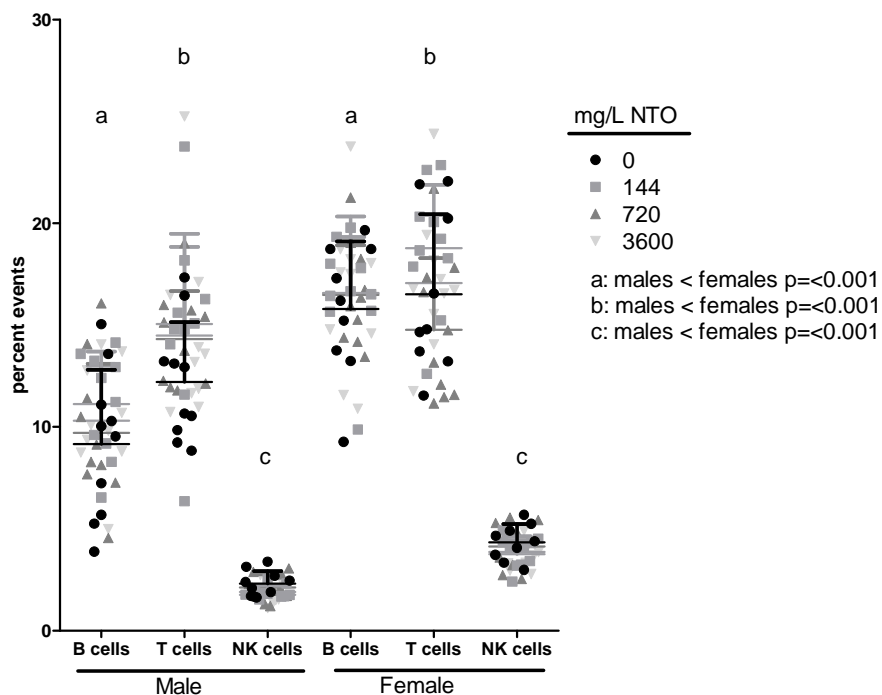 30
b
b
a
a
mg/L NTO
0
144
720
3600
20
a: males < females p=<0.001
b: males < females p=<0.001
c: males < females p=<0.001
percent events
10
c
c
0
B cells T cells NK cells B cells T cells NK cells
Male Female